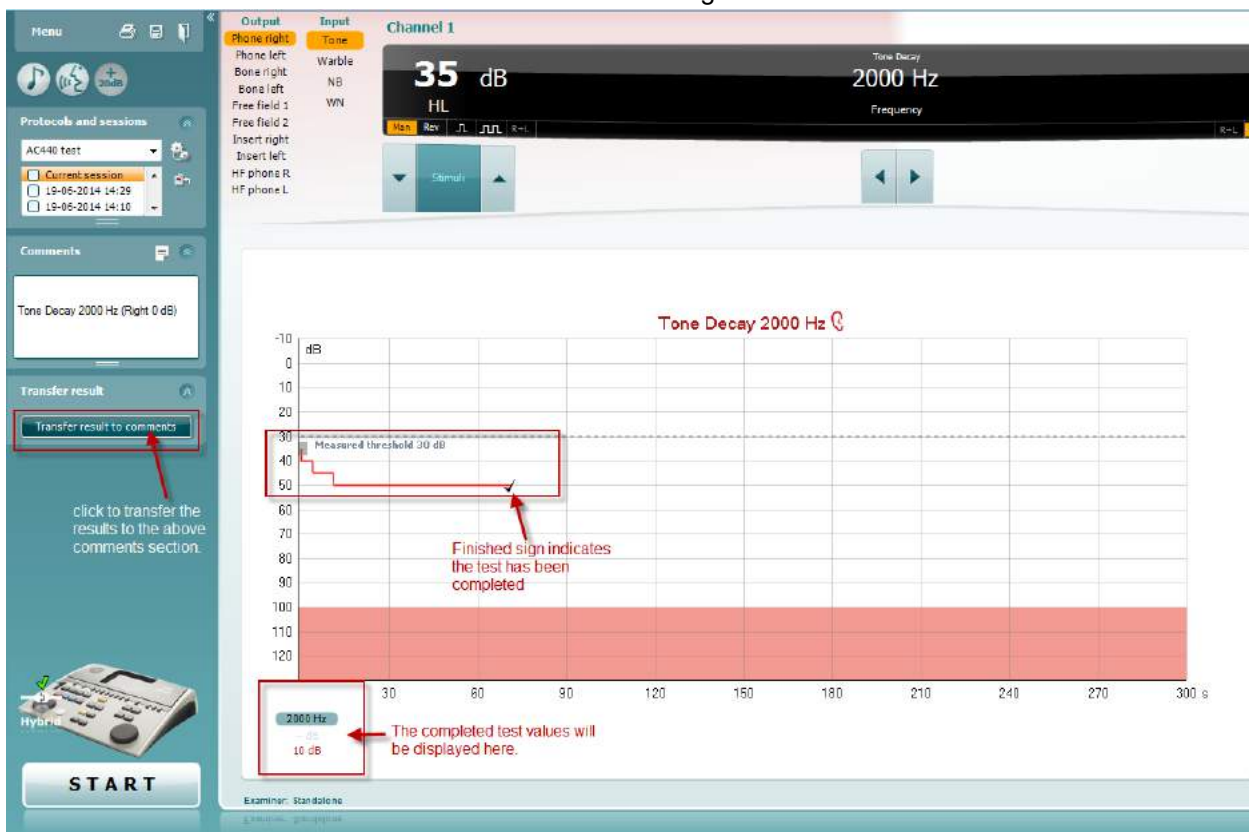 Menu
20dB
Protocols and sessions
AC440 test
Current session
19-06-2014 14:29
19-06-2014 14:10
Comments
Tone Decay 2000 Hz (Right 0 dB)
Transfer result
Transfer result to comments
click to transfer the
results to the above
comments section.
Hybrid
START
Output
Phone right
Phone left
Bone right
Bone left
Free field 1
Free field 2
Insert right
Insert left
HF phone R
HF phone L
Input
Tone
Warble
NB
WN
Channel 1
35 dB
HL
Man Rev R→L
Tone Decay
2000 Hz
Frequency
R→L
Stimuli
Tone Decay 2000 Hz
dB
-10
0
10
20
30
40
50
60
70
80
90
100
110
120
Measured threshold 30 dB
Finished sign indicates
the test has been
completed
30 60 90 120 150 180 210 240 270 300 s
2000 Hz
-- dB
10 dB
The completed test values will
be displayed here.
Examiner: Standalone